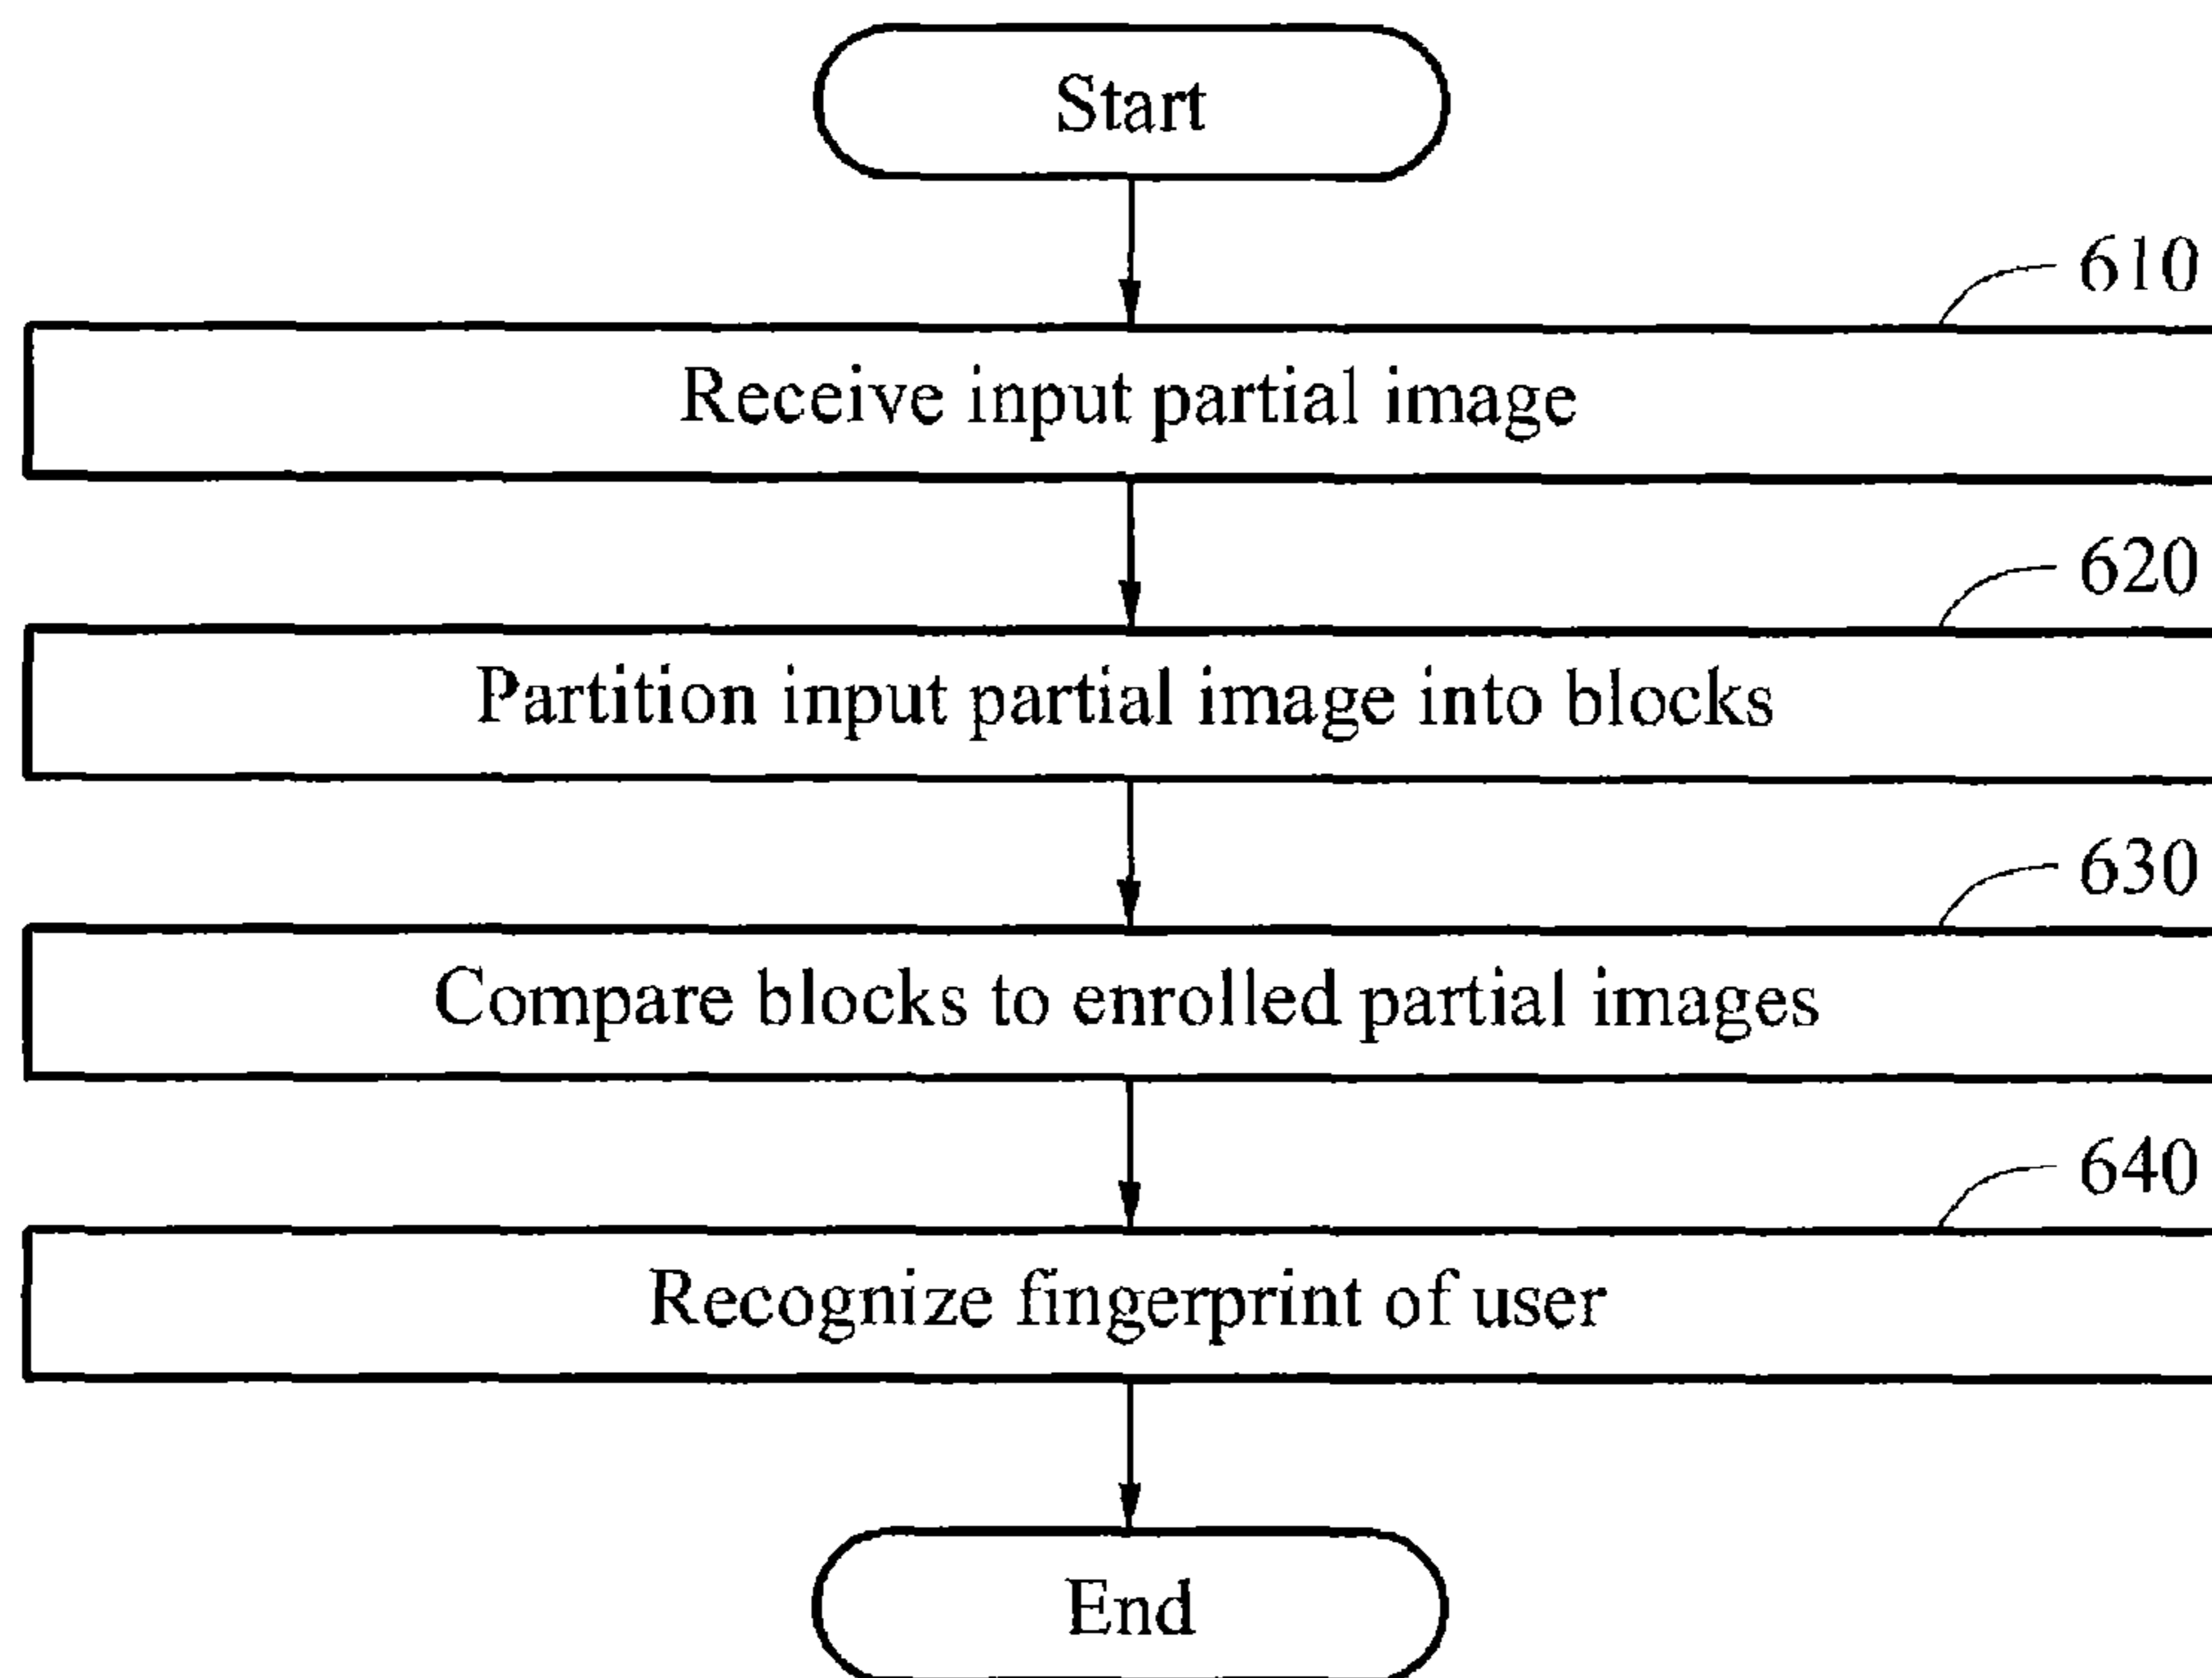 Start
610
Receive input partial image
620
Partition input partial image into blocks
630
Compare blocks to enrolled partial images
640
Recognize fingerprint of user
End